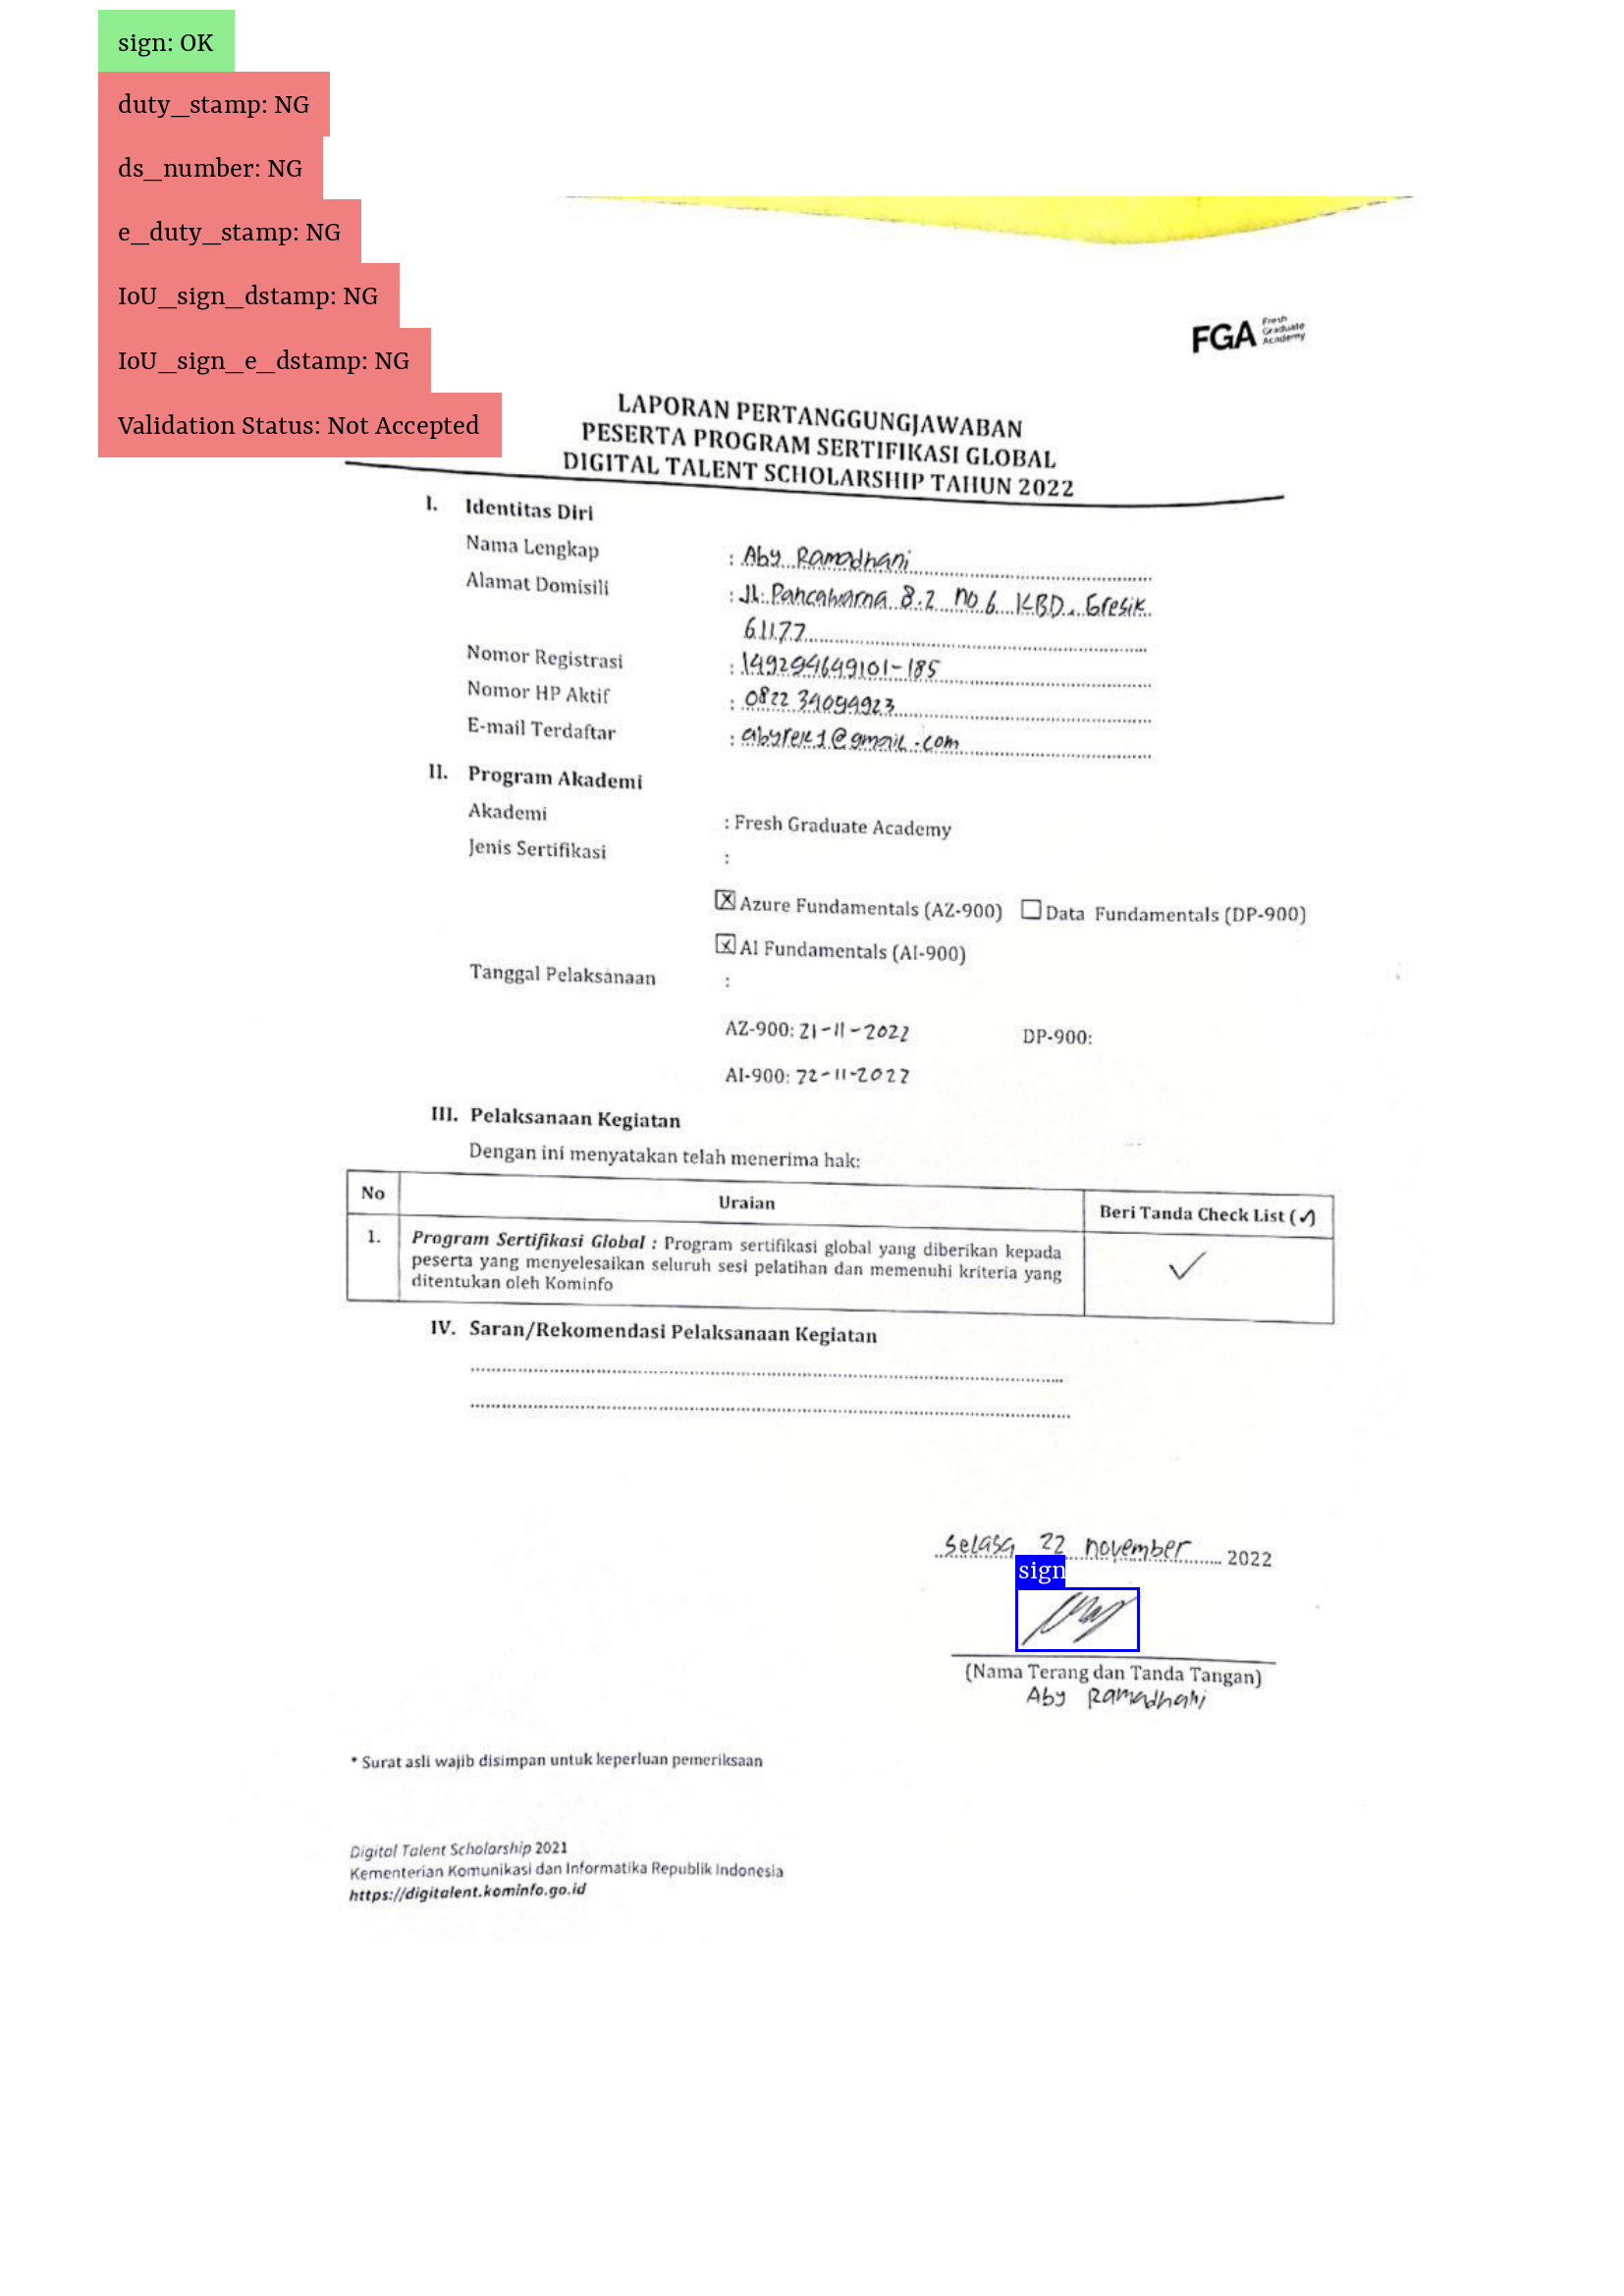 sign: OK
duty_stamp: NG
ds_number: NG
e_duty_stamp: NG
IoU_sign_dstamp: NG
IoU_sign_e_dstamp: NG
Validation Status: Not Accepted
FGA Fresh Graduate Academy
LAPORAN PERTANGGUNGJAWABAN
PESERTA PROGRAM SERTIFIKASI GLOBAL
DIGITAL TALENT SCHOLARSHIP TAHUN 2022
I. Identitas Diri
Nama Lengkap : Aby Ramadhani
Alamat Domisili : Jl. Pancawarna 8.2 no 6 KBD, Gresik
61177
Nomor Registrasi : 149294649101-185
Nomor HP Aktif : 0822 34094923
E-mail Terdaftar : abyrek1@gmail.com
II. Program Akademi
Akademi : Fresh Graduate Academy
Jenis Sertifikasi :
Azure Fundamentals (AZ-900) Data Fundamentals (DP-900)
AI Fundamentals (AI-900)
Tanggal Pelaksanaan :
AZ-900: 21-11-2022 DP-900:
AI-900: 22-11-2022
III. Pelaksanaan Kegiatan
Dengan ini menyatakan telah menerima hak:
No Uraian Beri Tanda Check List (✓)
1. Program Sertifikasi Global : Program sertifikasi global yang diberikan kepada ✓
peserta yang menyelesaikan seluruh sesi pelatihan dan memenuhi kriteria yang
ditentukan oleh Kominfo
IV. Saran/Rekomendasi Pelaksanaan Kegiatan
Selasa 22 november 2022
sign
(Nama Terang dan Tanda Tangan)
Aby Ramadhani
* Surat asli wajib disimpan untuk keperluan pemeriksaan
Digital Talent Scholarship 2021
Kementerian Komunikasi dan Informatika Republik Indonesia
https://digitalent.kominfo.go.id